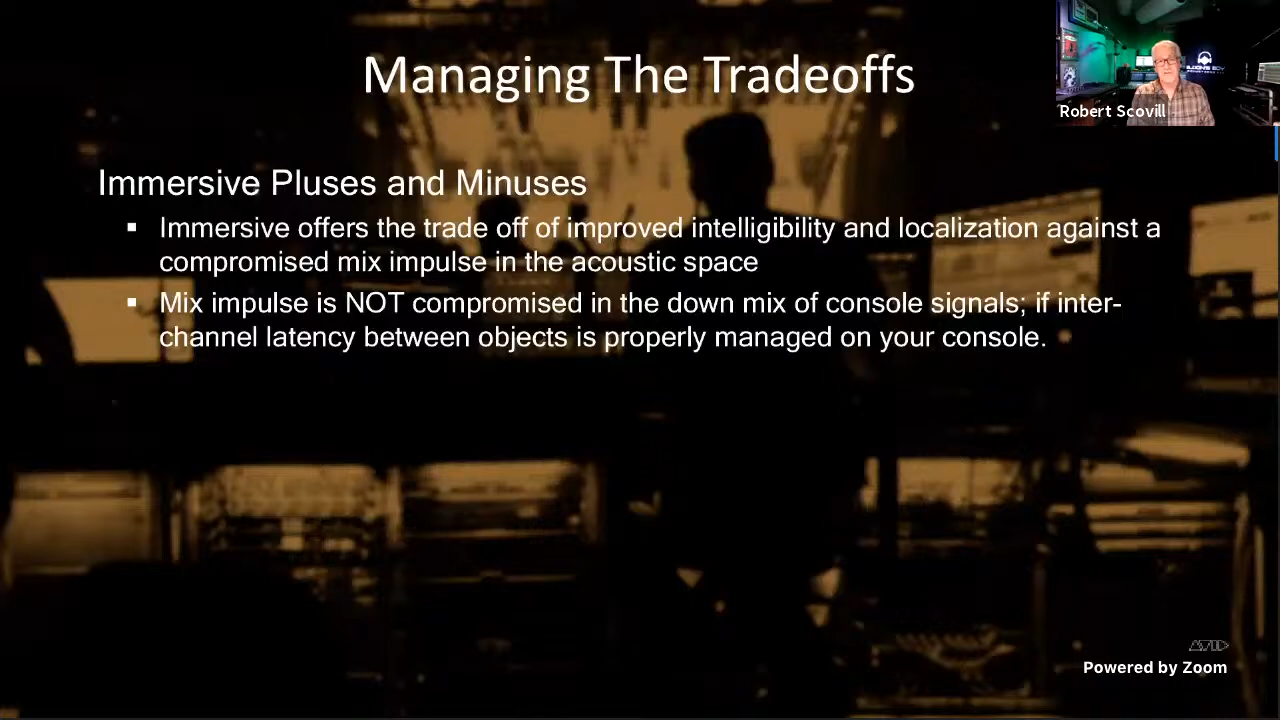 Managing The Tradeoffs
Robert Scovill
Immersive Pluses and Minuses
▪ Immersive offers the trade off of improved intelligibility and localization against a
compromised mix impulse in the acoustic space
▪ Mix impulse is NOT compromised in the down mix of console signals; if inter-
channel latency between objects is properly managed on your console.
AVID
Powered by Zoom